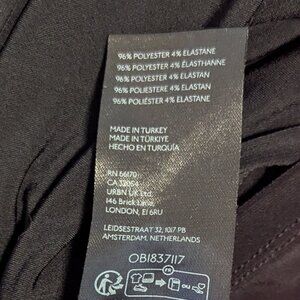 96% POLYESTER 4% ELASTANE
96% POLYESTER 4% ÉLASTHANNE
96% POLYESTER 4% ELASTAN
96% POLIESTERE 4% ELASTAN
96% POLIÉSTER 4% ELASTANE
MADE IN TURKEY
MADE IN TÜRKIYE
HECHO EN TURQUÍA
RN 66170
CA 32054
URBN UK Ltd.
146 Brick Lane,
LONDON, E1 6RU
LEIDSESTRAAT 32, 1017 PB
AMSTERDAM, NETHERLANDS
OB1837117
FR